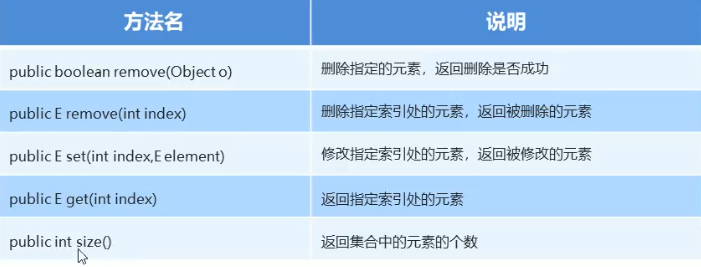 方法名 说明
public boolean remove(Object o) 删除指定的元素，返回删除是否成功
public E remove(int index) 删除指定索引处的元素，返回被删除的元素
public E set(int index,E element) 修改指定索引处的元素，返回被修改的元素
public E get(int index) 返回指定索引处的元素
public int size() 返回集合中的元素的个数